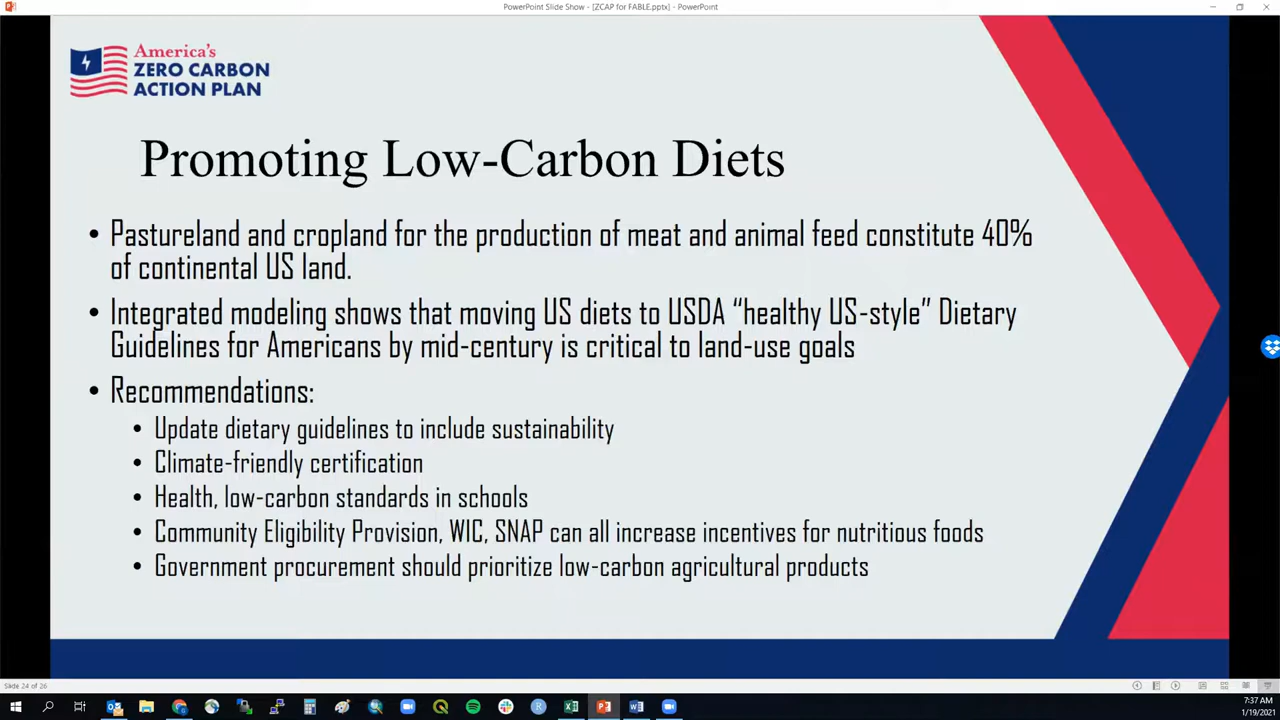 PowerPoint Slide Show - [ZCAP for FABLE.pptx] - PowerPoint
America's
ZERO CARBON
ACTION PLAN
Promoting Low-Carbon Diets
• Pastureland and cropland for the production of meat and animal feed constitute 40%
of continental US land.
• Integrated modeling shows that moving US diets to USDA “healthy US-style” Dietary
Guidelines for Americans by mid-century is critical to land-use goals
• Recommendations:
• Update dietary guidelines to include sustainability
• Climate-friendly certification
• Health, low-carbon standards in schools
• Community Eligibility Provision, WIC, SNAP can all increase incentives for nutritious foods
• Government procurement should prioritize low-carbon agricultural products
Slide 24 of 26
7:37 AM
1/19/2021